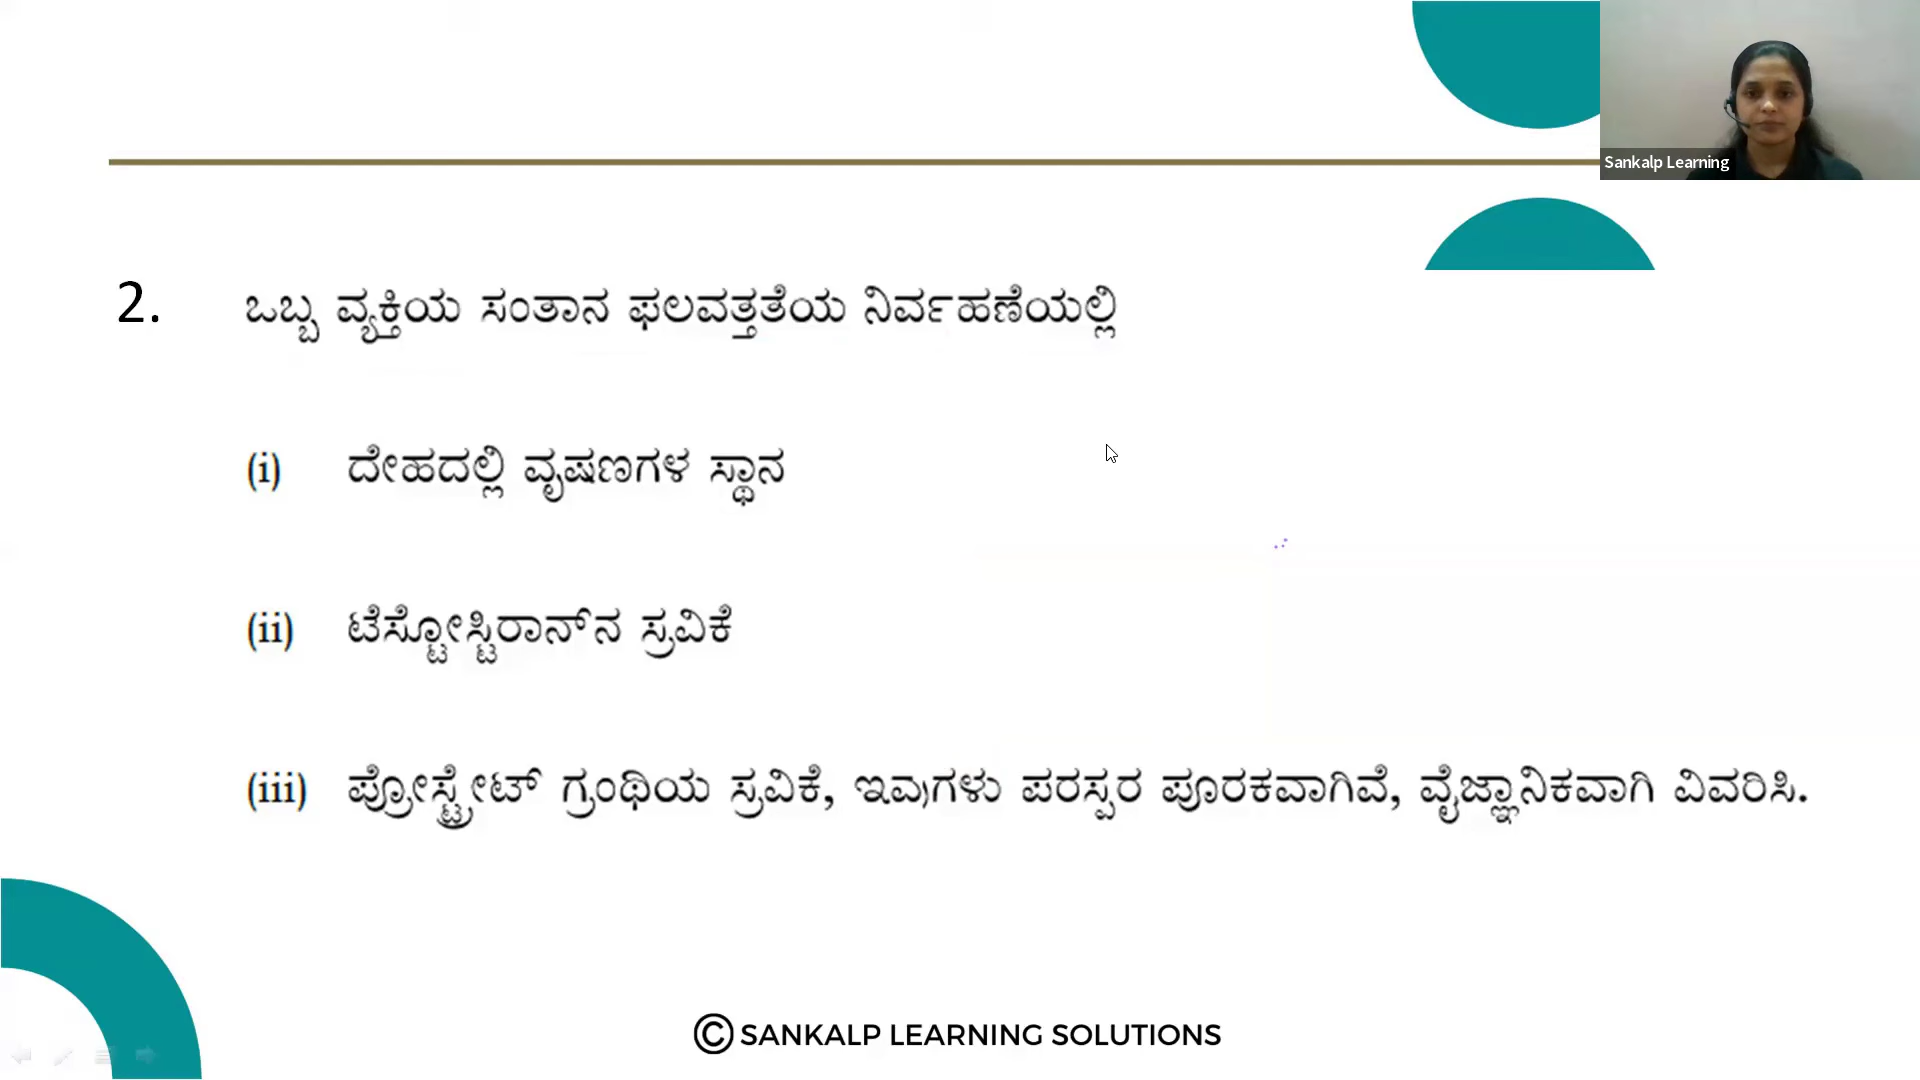 Sankalp Learning
2. ಒಬ್ಬ ವ್ಯಕ್ತಿಯ ಸಂತಾನ ಫಲವತ್ತತೆಯ ನಿರ್ವಹಣೆಯಲ್ಲಿ
(i) ದೇಹದಲ್ಲಿ ವೃಷಣಗಳ ಸ್ಥಾನ
(ii) ಟೆಸ್ಟೋಸ್ಟಿರಾನ್‌ನ ಸ್ರವಿಕೆ
(iii) ಪ್ರೋಸ್ಟ್ರೇಟ್ ಗ್ರಂಥಿಯ ಸ್ರವಿಕೆ, ಇವುಗಳು ಪರಸ್ಪರ ಪೂರಕವಾಗಿವೆ, ವೈಜ್ಞಾನಿಕವಾಗಿ ವಿವರಿಸಿ.
© SANKALP LEARNING SOLUTIONS